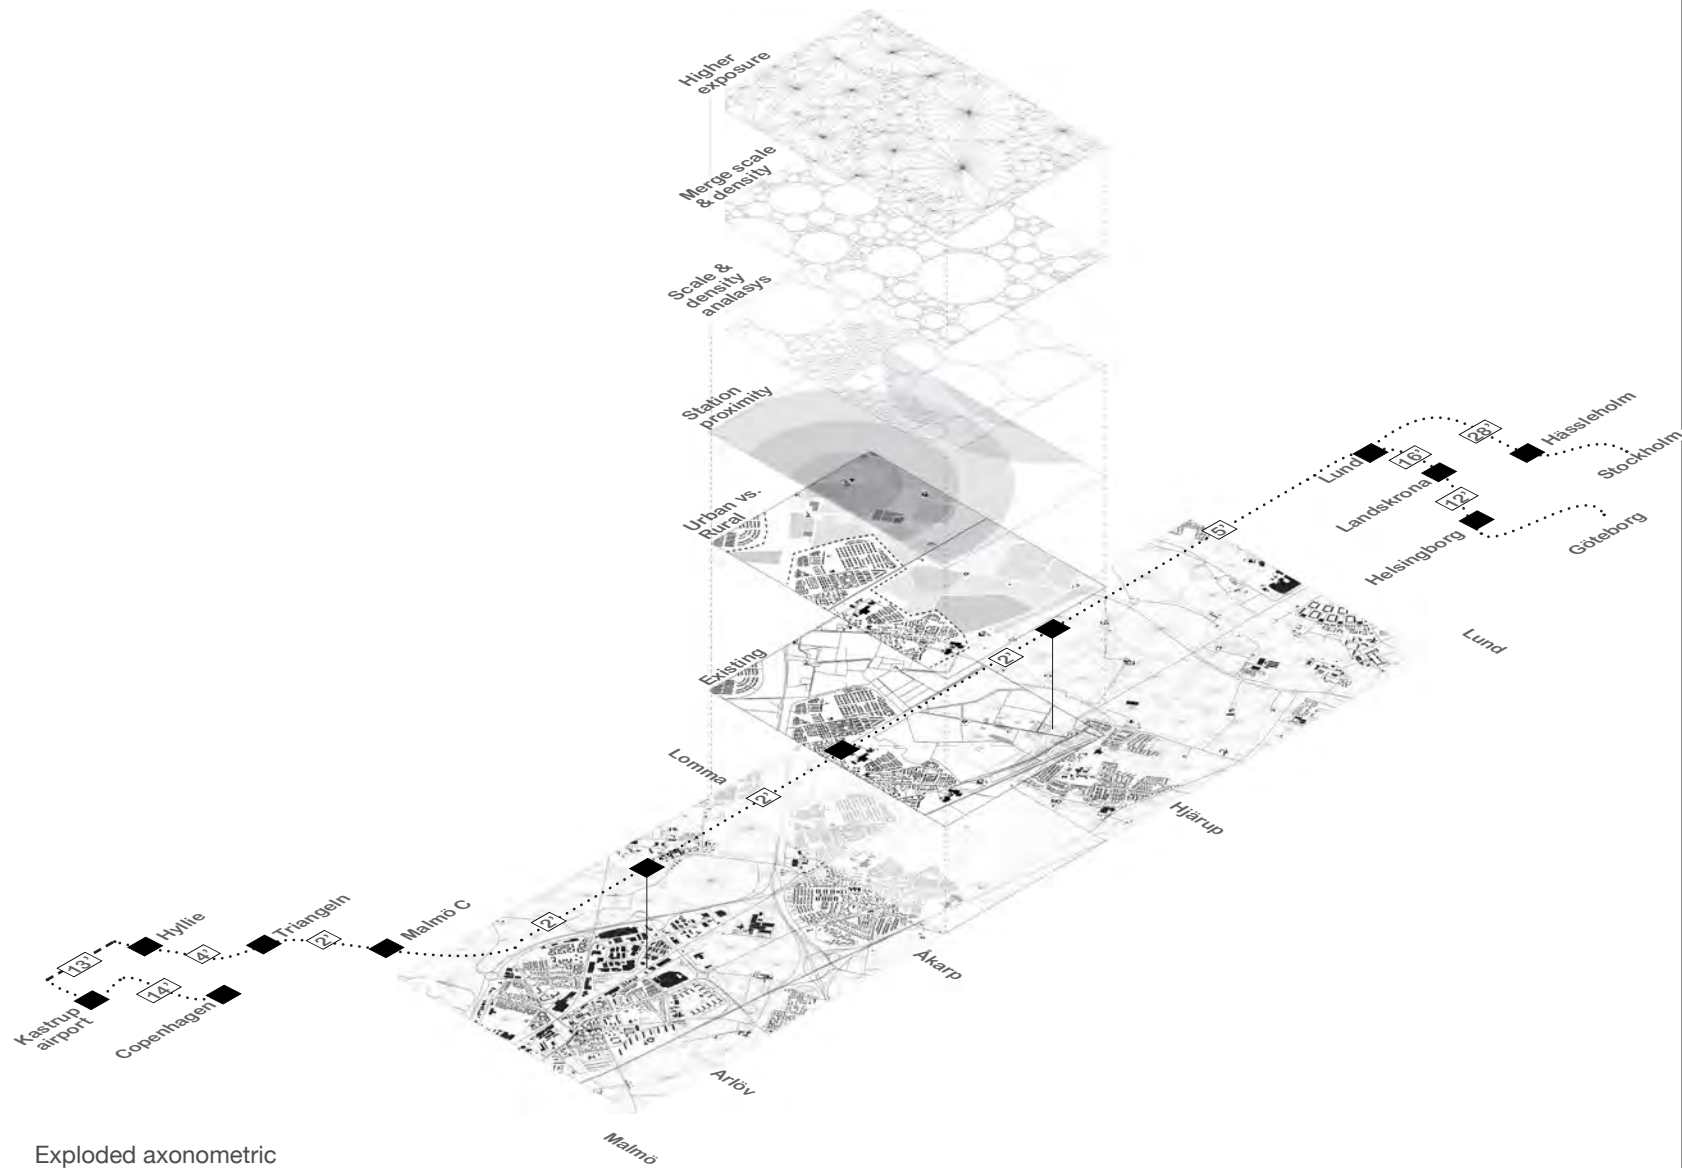 Higher
exposure
Merge scale
& density
Scale &
density
analasys
Station
proximity
Urban vs.
Rural
Existing
Hässleholm
28'
Stockholm
Lund
16'
Landskrona
12'
Helsingborg
Göteborg
5'
Lund
2'
Lomma
2'
Hjärup
2'
Malmö C
Triangeln
2'
Hyllie
4'
13'
14'
Kastrup
airport
Copenhagen
Åkarp
Arlöv
Malmö
Exploded axonometric